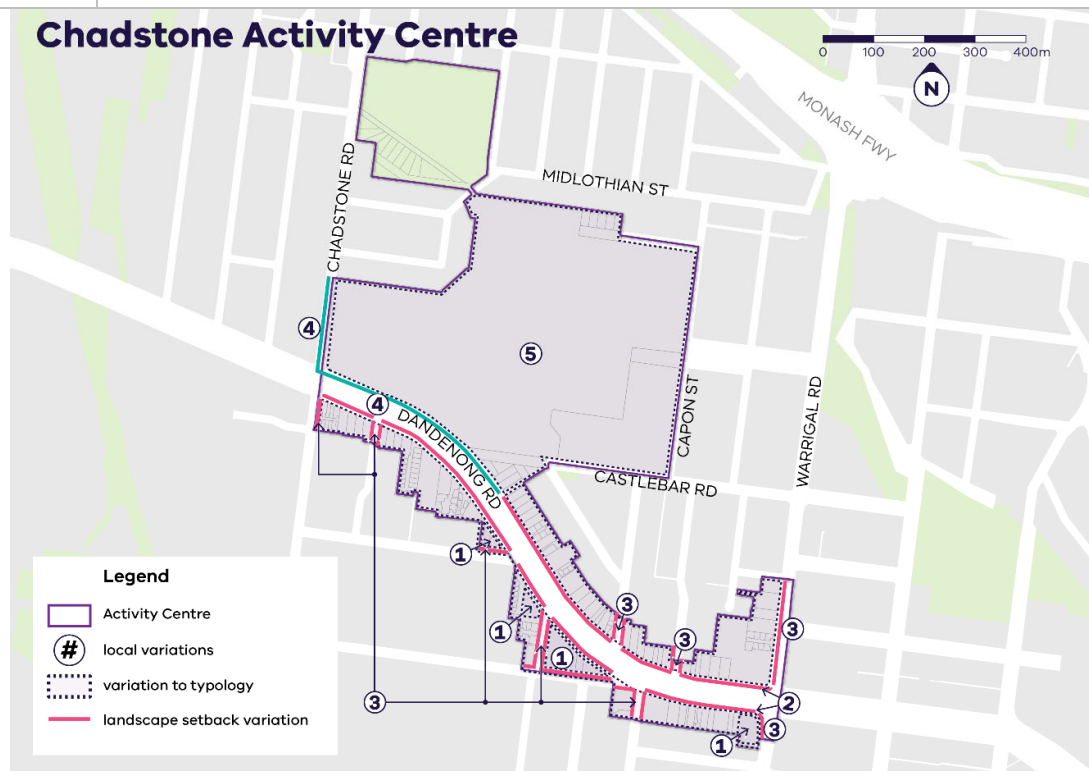 Chadstone Activity Centre
0 100 200 300 400m
N
MONASH FWY
MIDLOTHIAN ST
CHADSTONE RD
4
5
4
DANDENONG RD
CAPON ST
WARRIGAL RD
CASTLEBAR RD
1
3
1
3
3
1
3
2
3
1
Legend
Activity Centre
# local variations
variation to typology
landscape setback variation